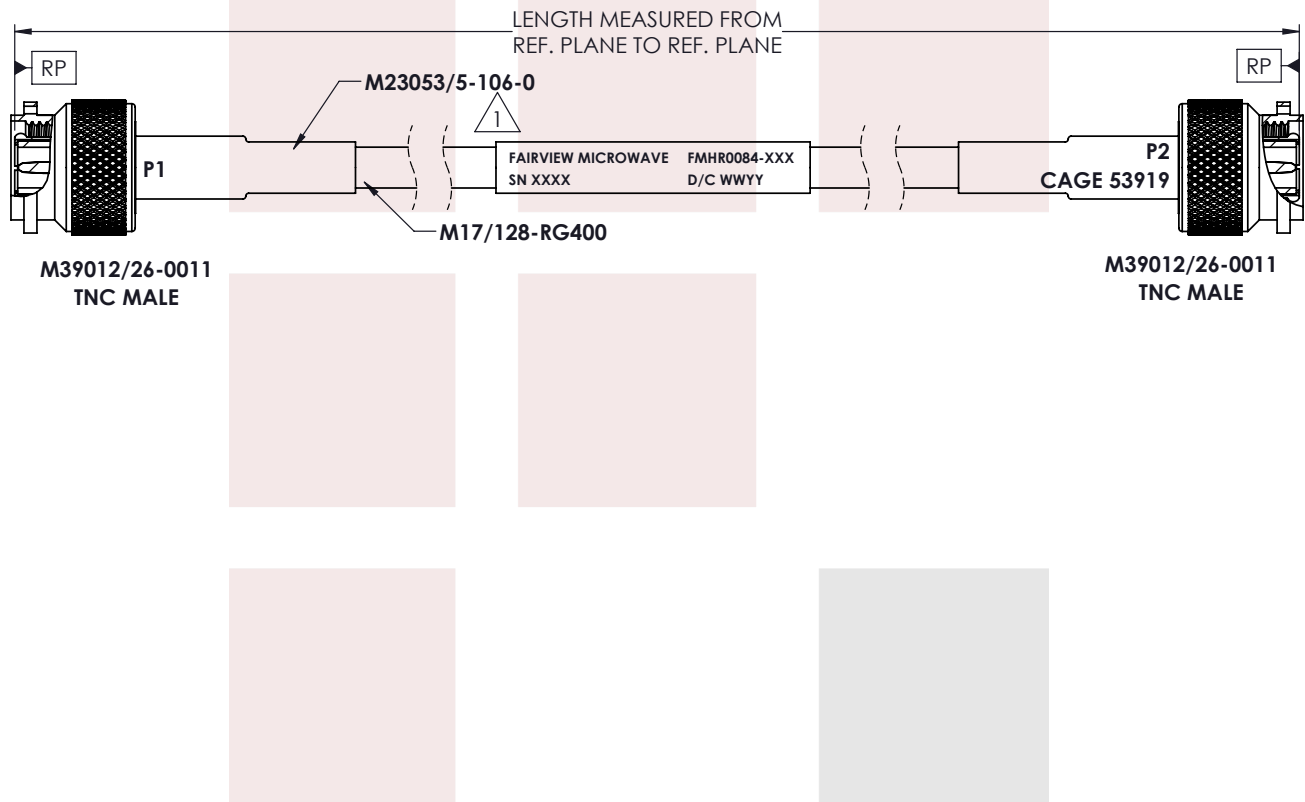 LENGTH MEASURED FROM
REF. PLANE TO REF. PLANE
RP
RP
M23053/5-106-0
1
FAIRVIEW MICROWAVE FMHR0084-XXX
SN XXXX D/C WWYY
P1
P2
CAGE 53919
M17/128-RG400
M39012/26-0011
TNC MALE
M39012/26-0011
TNC MALE